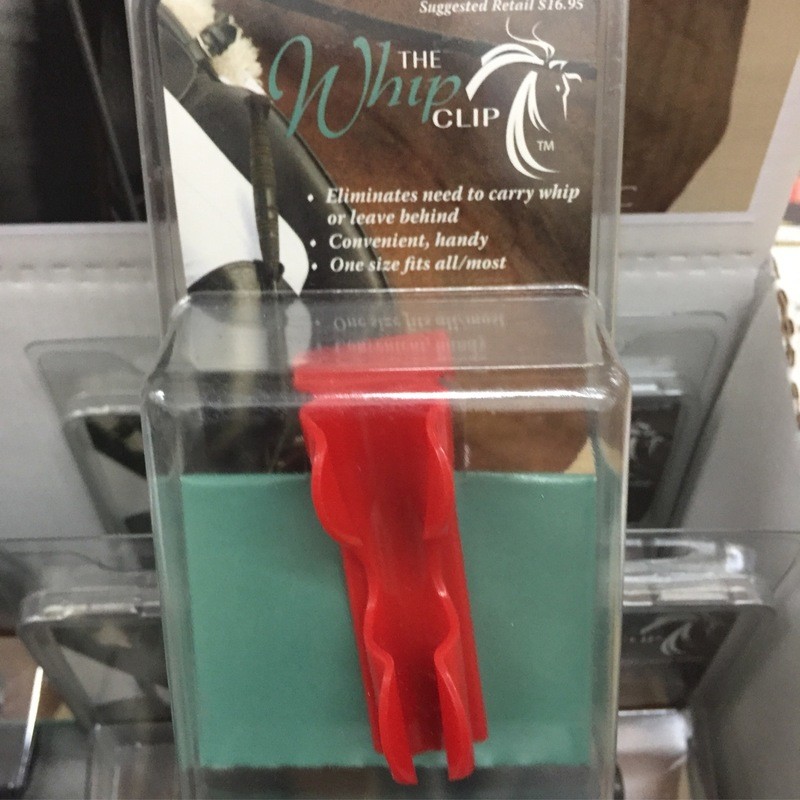 Suggested Retail $16.95
THE
Whip
CLIP
TM
• Eliminates need to carry whip
or leave behind
• Convenient, handy
• One size fits all/most